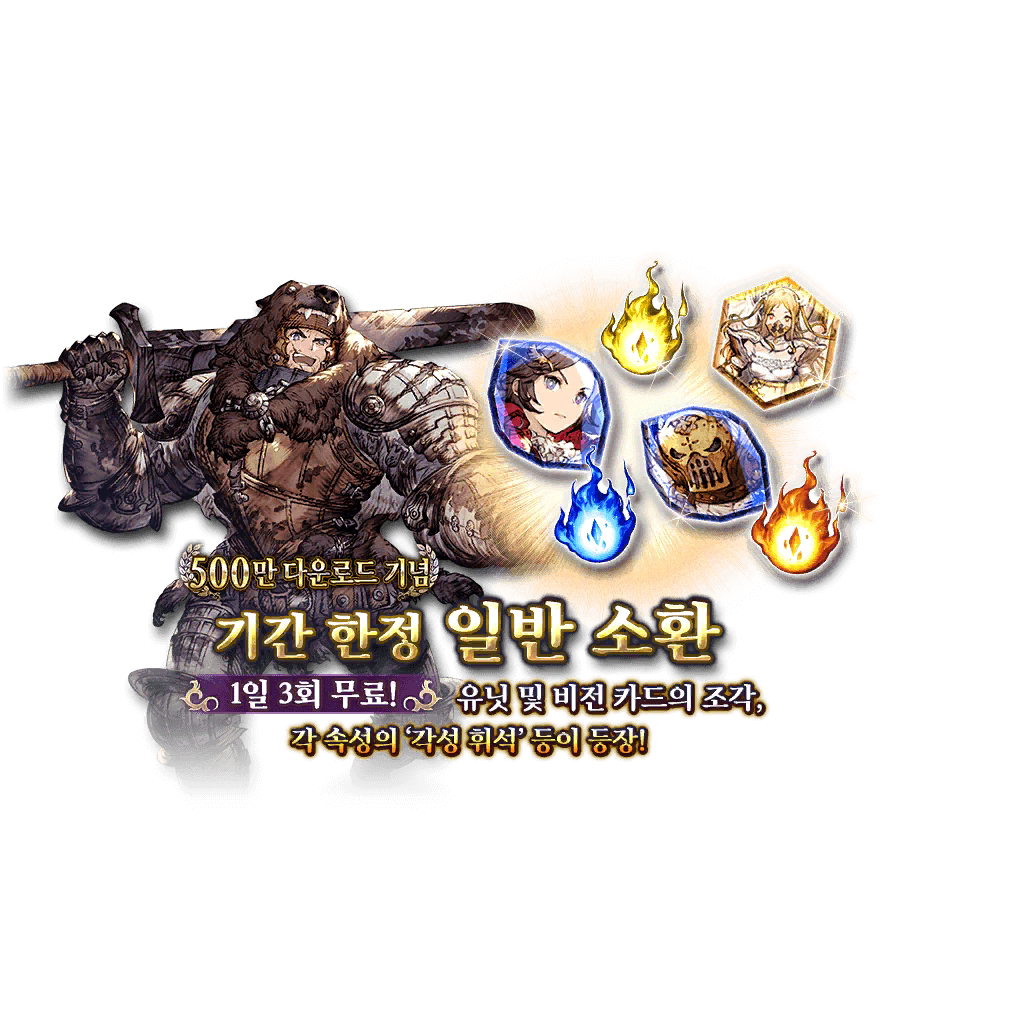 500만 다운로드 기념
기간 한정 일반 소환
1일 3회 무료! 유닛 및 비전 카드의 조각,
각 속성의 '각성 휘석' 등이 등장!